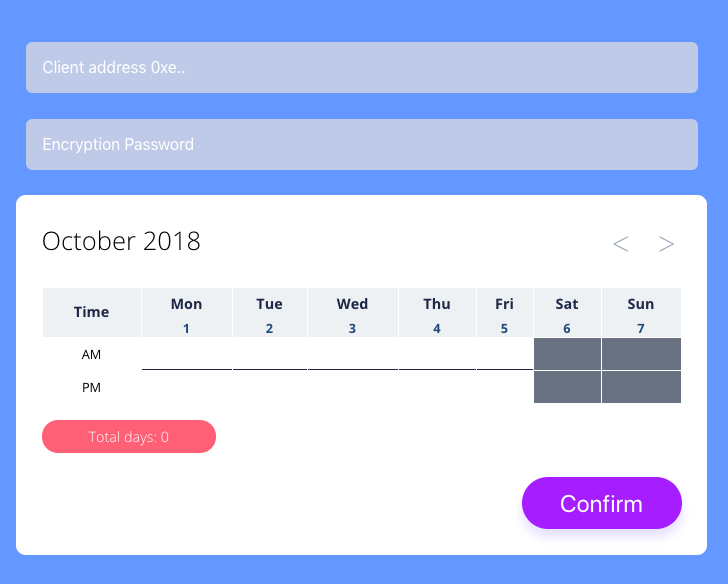 Client address 0xe..
Encryption Password
October 2018
< >
Time Mon Tue Wed Thu Fri Sat Sun
1 2 3 4 5 6 7
AM
PM
Total days: 0
Confirm